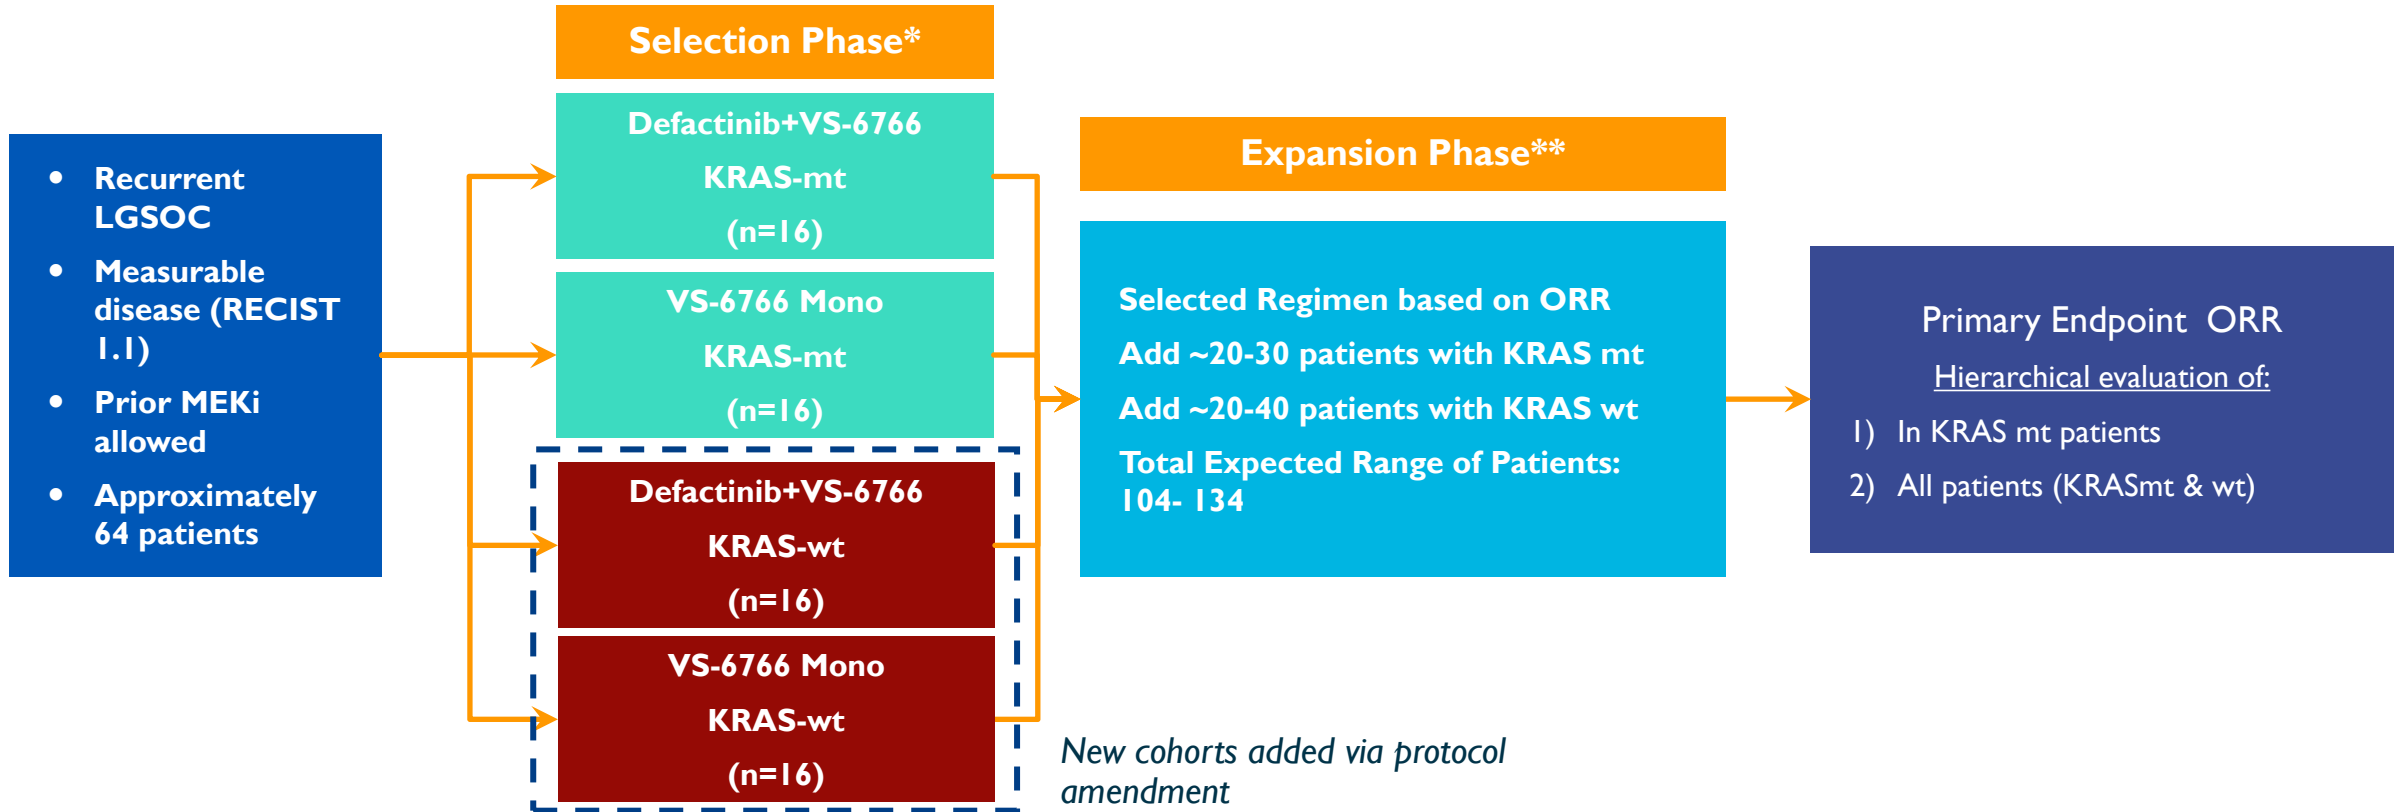 Selection Phase*
• Recurrent
LGSOC
• Measurable
disease (RECIST
1.1)
• Prior MEKi
allowed
• Approximately
64 patients
Defactinib+VS-6766
KRAS-mt
(n=16)
VS-6766 Mono
KRAS-mt
(n=16)
Defactinib+VS-6766
KRAS-wt
(n=16)
VS-6766 Mono
KRAS-wt
(n=16)
New cohorts added via protocol
amendment
Expansion Phase**
Selected Regimen based on ORR
Add ~20-30 patients with KRAS mt
Add ~20-40 patients with KRAS wt
Total Expected Range of Patients:
104- 134
Primary Endpoint ORR
Hierarchical evaluation of:
1) In KRAS mt patients
2) All patients (KRASmt & wt)